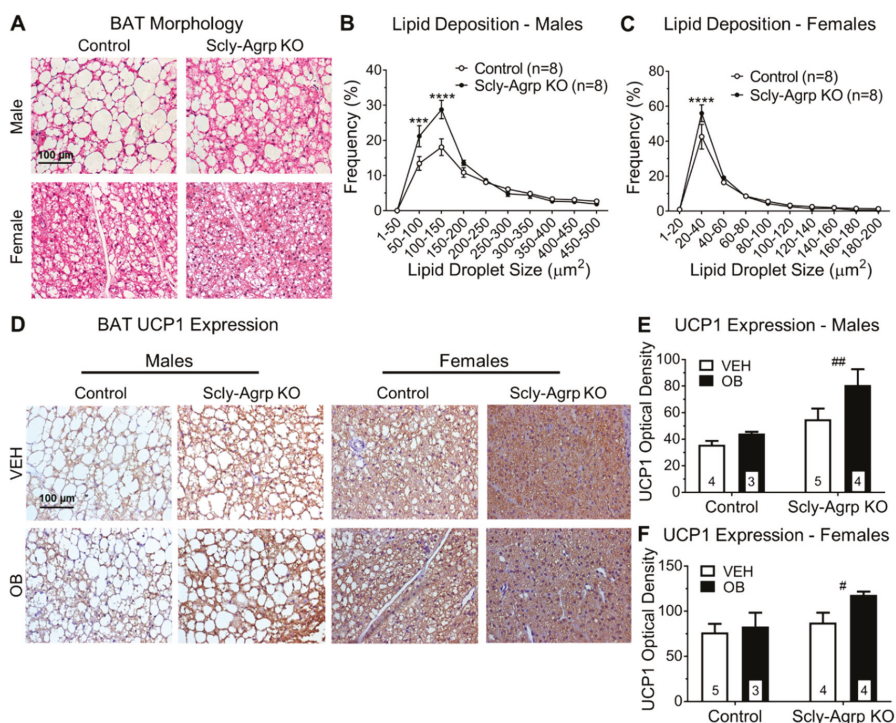 A BAT Morphology
Control Scly-Agrp KO
Male
100 µm
Female
B Lipid Deposition - Males
Control (n=8)
Scly-Agrp KO (n=8)
Frequency (%)
40
30
20
10
0
***
****
1-50
50-100
100-150
150-200
200-250
250-300
300-350
350-400
400-450
450-500
Lipid Droplet Size (µm²)
C Lipid Deposition - Females
Control (n=8)
Scly-Agrp KO (n=8)
Frequency (%)
80
60
40
20
0
****
1-20
20-40
40-60
60-80
80-100
100-120
120-140
140-160
160-180
180-200
Lipid Droplet Size (µm²)
D BAT UCP1 Expression
Males Females
Control Scly-Agrp KO Control Scly-Agrp KO
VEH
100 µm
OB
E UCP1 Expression - Males
VEH
OB
UCP1 Optical Density
100
80
60
40
20
0
##
4 3 5 4
Control Scly-Agrp KO
F UCP1 Expression - Females
VEH
OB
UCP1 Optical Density
150
100
50
0
#
5 3 4 4
Control Scly-Agrp KO